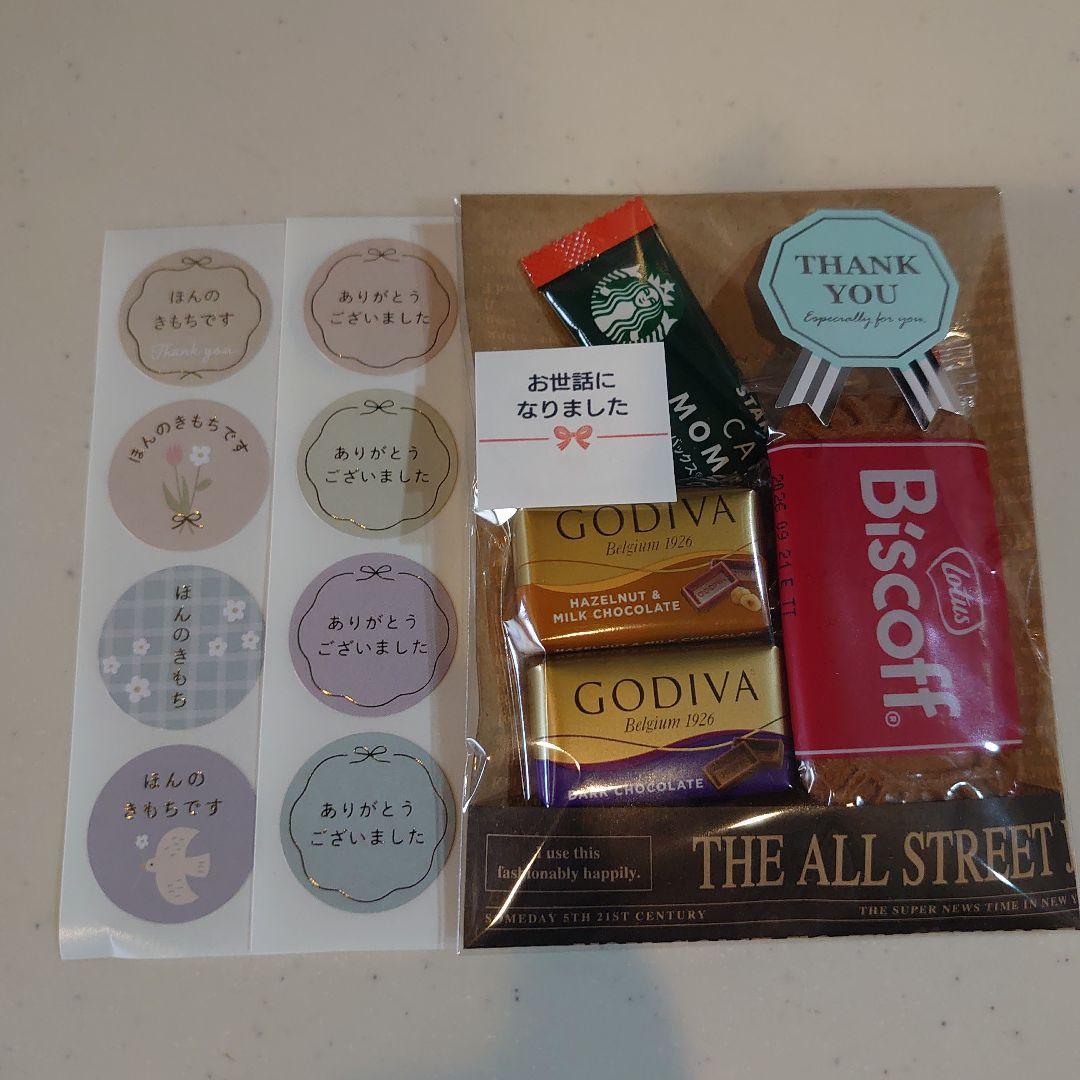 ほんの
きもちです
Thank you
ほんのきもちです
ほんのきもち
ほんの
きもちです
ありがとう
ございました
ありがとう
ございました
ありがとう
ございました
ありがとう
ございました
THANK
YOU
Especially for you.
お世話に
なりました
MOM
GODIVA
Belgium 1926
HAZELNUT &
MILK CHOCOLATE
GODIVA
Belgium 1926
DARK CHOCOLATE
Biscoff®
Lotus
use this
fashionably happily.
THE ALL STREET
SOMEDAY 5TH 21ST CENTURY
THE SUPER NEWS TIME IN NEW